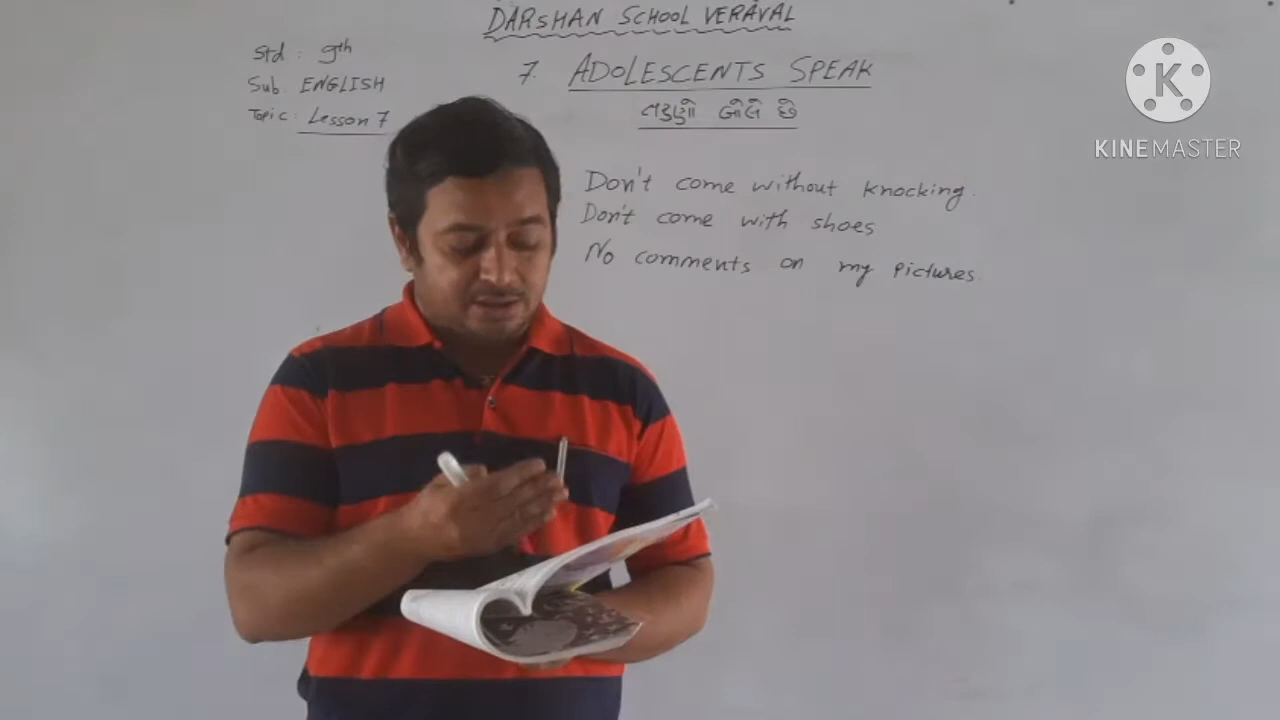 DARSHAN SCHOOL VERAVAL
Std : 9th
Sub. ENGLISH
Topic : Lesson 7
7. ADOLESCENTS SPEAK
તરુણો બોલે છે
Don't come without knocking.
Don't come with shoes
No comments on my pictures
K
KINEMASTER